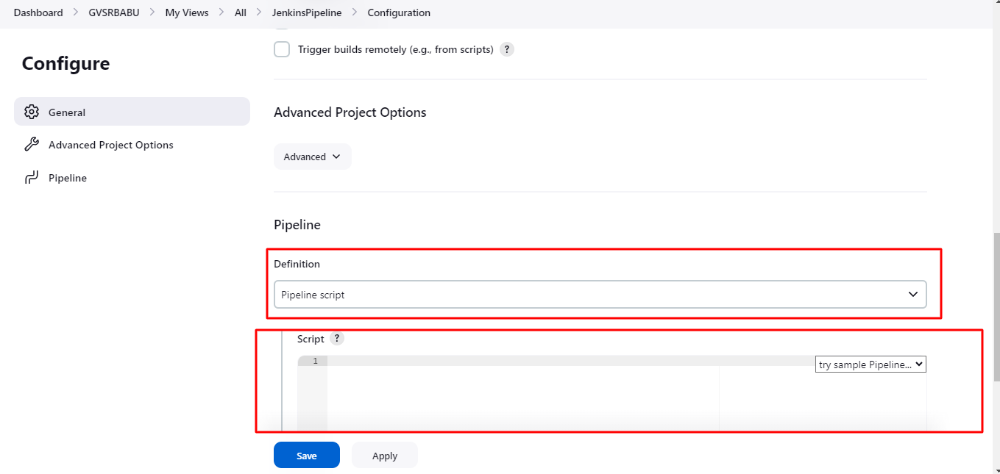 Dashboard > GVSRBABU > My Views > All > JenkinsPipeline > Configuration
Configure
General
Advanced Project Options
Pipeline
Trigger builds remotely (e.g., from scripts) ?
Advanced Project Options
Advanced
Pipeline
Definition
Pipeline script
Script ?
1
try sample Pipeline...
Save
Apply